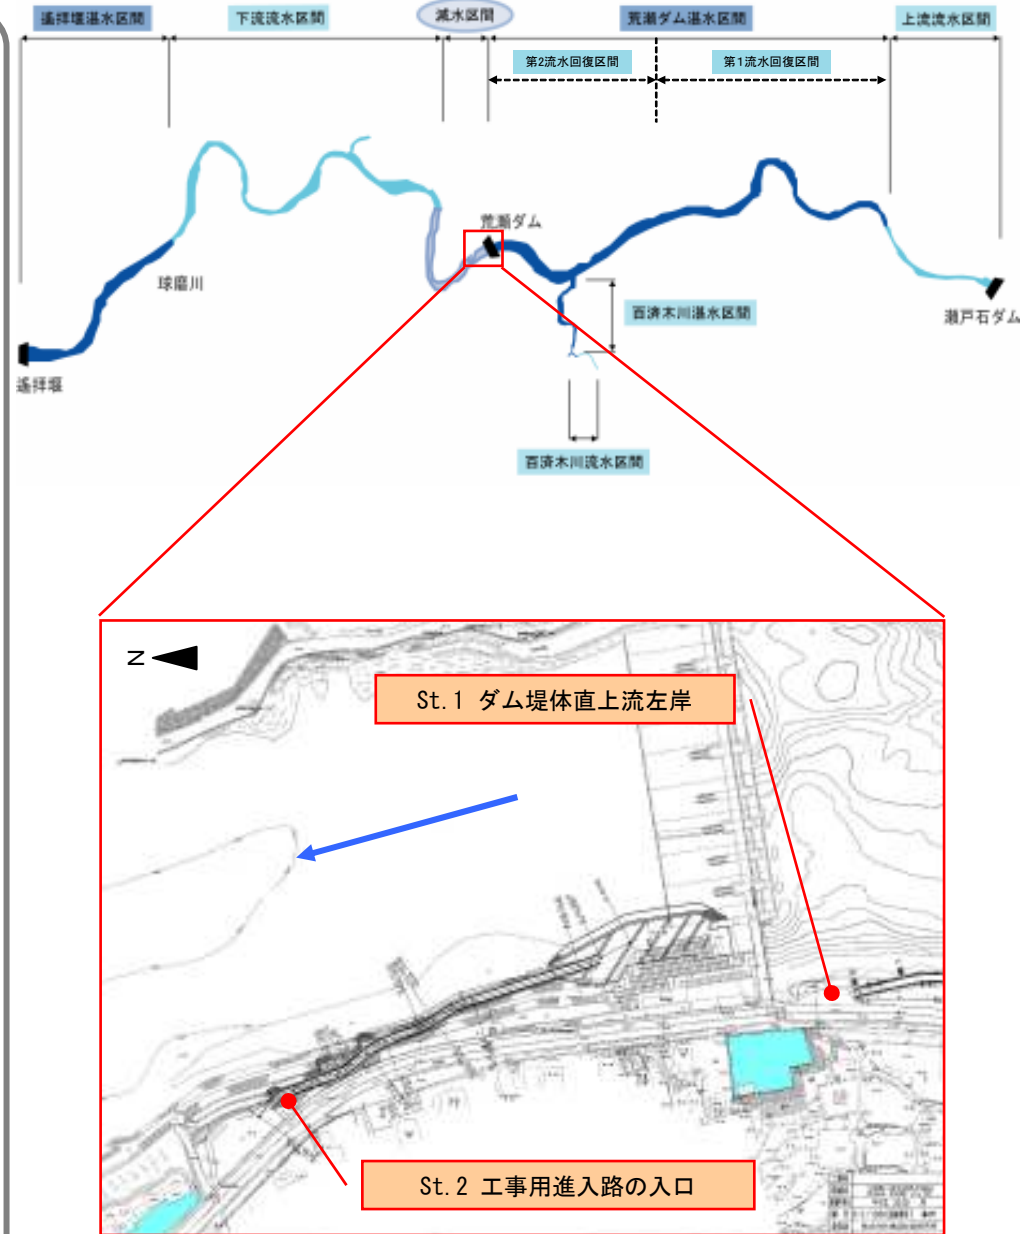 遙拝堰湛水区間
下流流水区間
減水区間
荒瀬ダム湛水区間
上流流水区間
第2流水回復区間
第1流水回復区間
荒瀬ダム
球磨川
百済木川湛水区間
瀬戸石ダム
遙拝堰
百済木川流水区間
N
St.1 ダム堤体直上流左岸
St.2 工事用進入路の入口